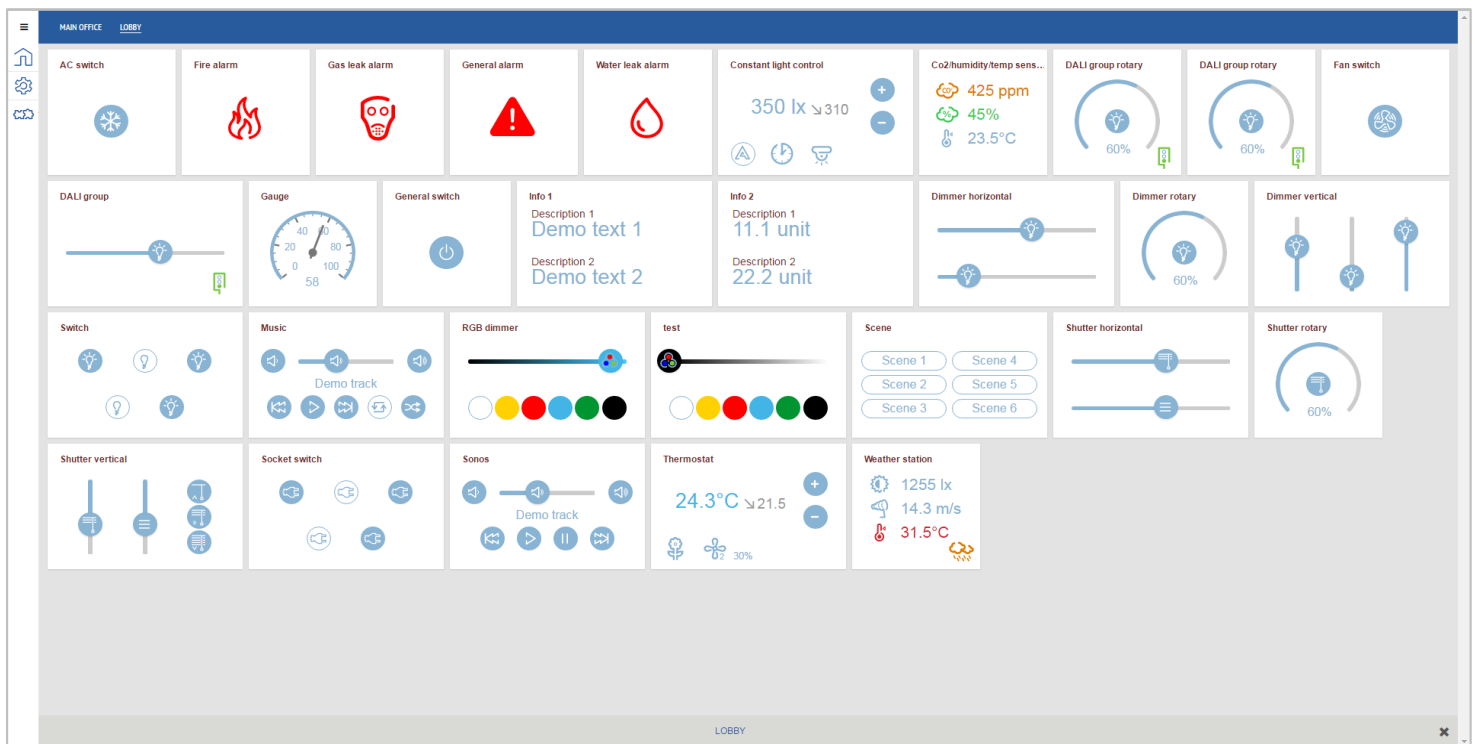 MAIN OFFICE LOBBY
AC switch
Fire alarm
Gas leak alarm
General alarm
Water leak alarm
Constant light control
350 lx ↘310
A
Co2/humidity/temp sens...
CO²
425 ppm
%
45%
23.5°C
DALI group rotary
60%
DALI group rotary
60%
Fan switch
DALI group
Gauge
0 20 40 60 80 100
58
General switch
Info 1
Description 1
Demo text 1
Description 2
Demo text 2
Info 2
Description 1
11.1 unit
Description 2
22.2 unit
Dimmer horizontal
Dimmer rotary
60%
Dimmer vertical
Switch
Music
Demo track
RGB dimmer
test
Scene
Scene 1 Scene 4
Scene 2 Scene 5
Scene 3 Scene 6
Shutter horizontal
Shutter rotary
60%
Shutter vertical
Socket switch
Sonos
Demo track
Thermostat
24.3°C ↘21.5
2 30%
Weather station
1255 lx
14.3 m/s
31.5°C
LOBBY